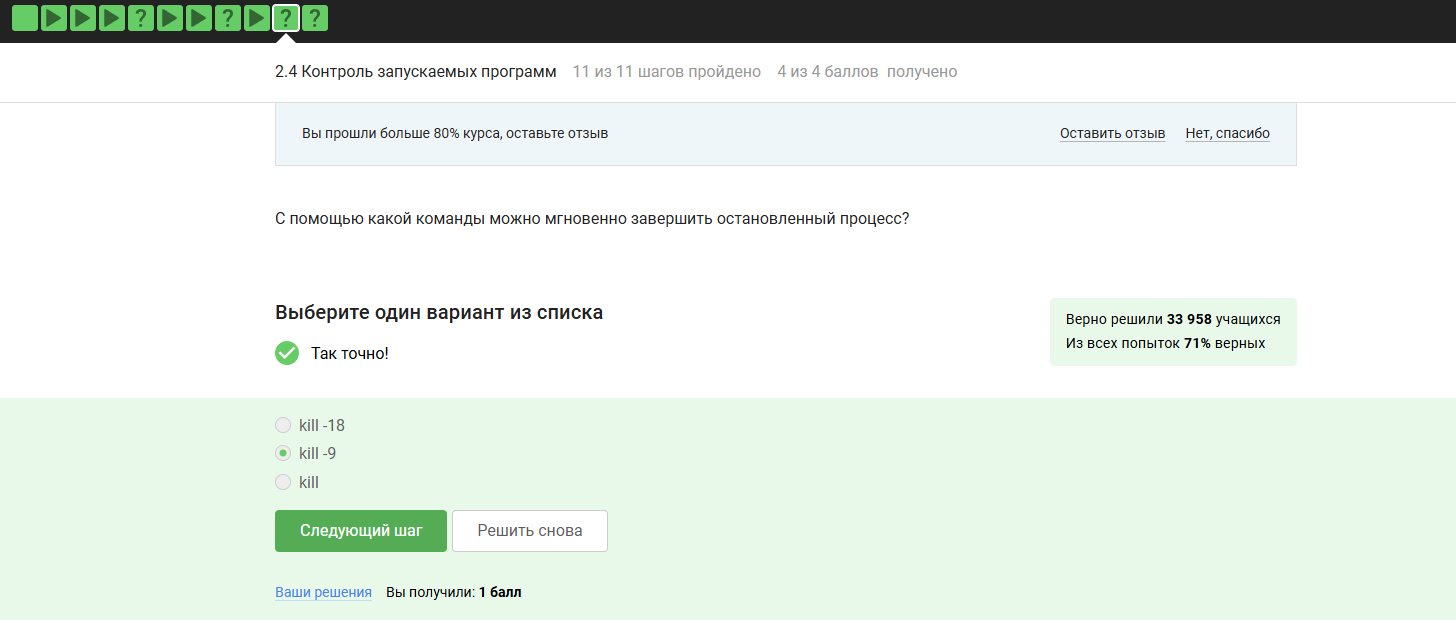 ? ? ? ?
2.4 Контроль запускаемых программ 11 из 11 шагов пройдено 4 из 4 баллов получено
Вы прошли больше 80% курса, оставьте отзыв Оставить отзыв Нет, спасибо
С помощью какой команды можно мгновенно завершить остановленный процесс?
Выберите один вариант из списка
Так точно!
Верно решили 33 958 учащихся
Из всех попыток 71% верных
kill -18
kill -9
kill
Следующий шаг Решить снова
Ваши решения Вы получили: 1 балл